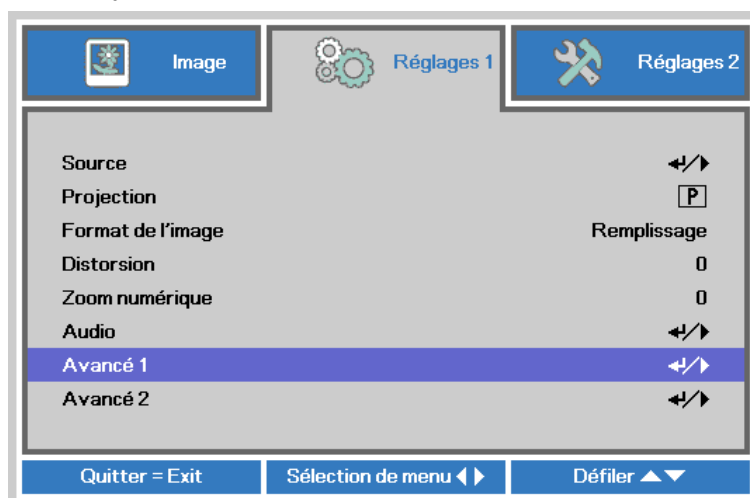 Image
Réglages 1
Réglages 2
Source
Projection P
Format de l'image Remplissage
Distorsion 0
Zoom numérique 0
Audio
Avancé 1
Avancé 2
Quitter = Exit Sélection de menu Défiler